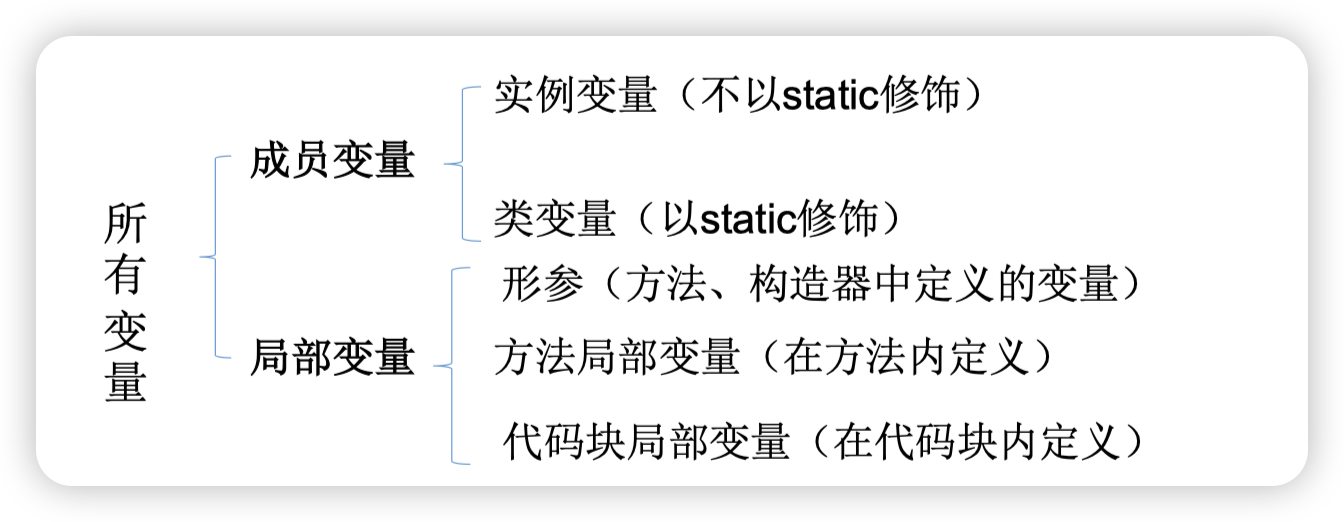 所有变量
成员变量
实例变量（不以static修饰）
类变量（以static修饰）
局部变量
形参（方法、构造器中定义的变量）
方法局部变量（在方法内定义）
代码块局部变量（在代码块内定义）